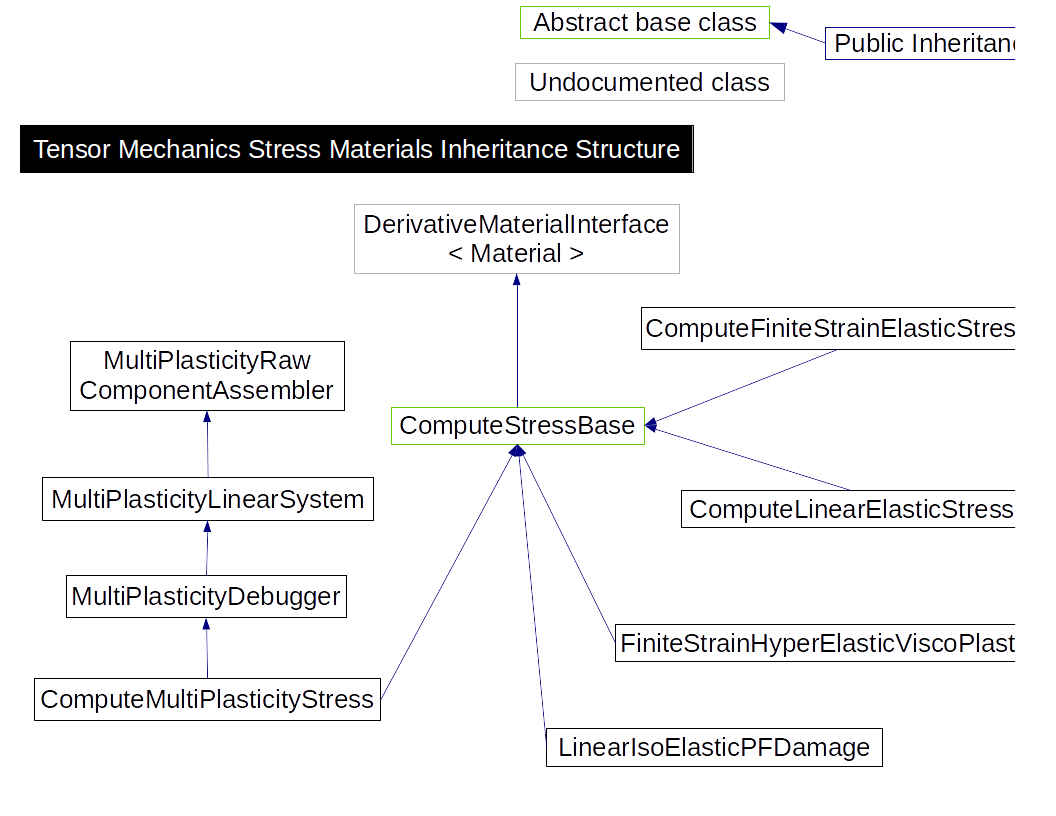 Abstract base class
Public Inheritanc
Undocumented class
Tensor Mechanics Stress Materials Inheritance Structure
DerivativeMaterialInterface
< Material >
ComputeFiniteStrainElasticStres
MultiPlasticityRaw
ComponentAssembler
ComputeStressBase
MultiPlasticityLinearSystem
ComputeLinearElasticStress
MultiPlasticityDebugger
FiniteStrainHyperElasticViscoPlast
ComputeMultiPlasticityStress
LinearIsoElasticPFDamage